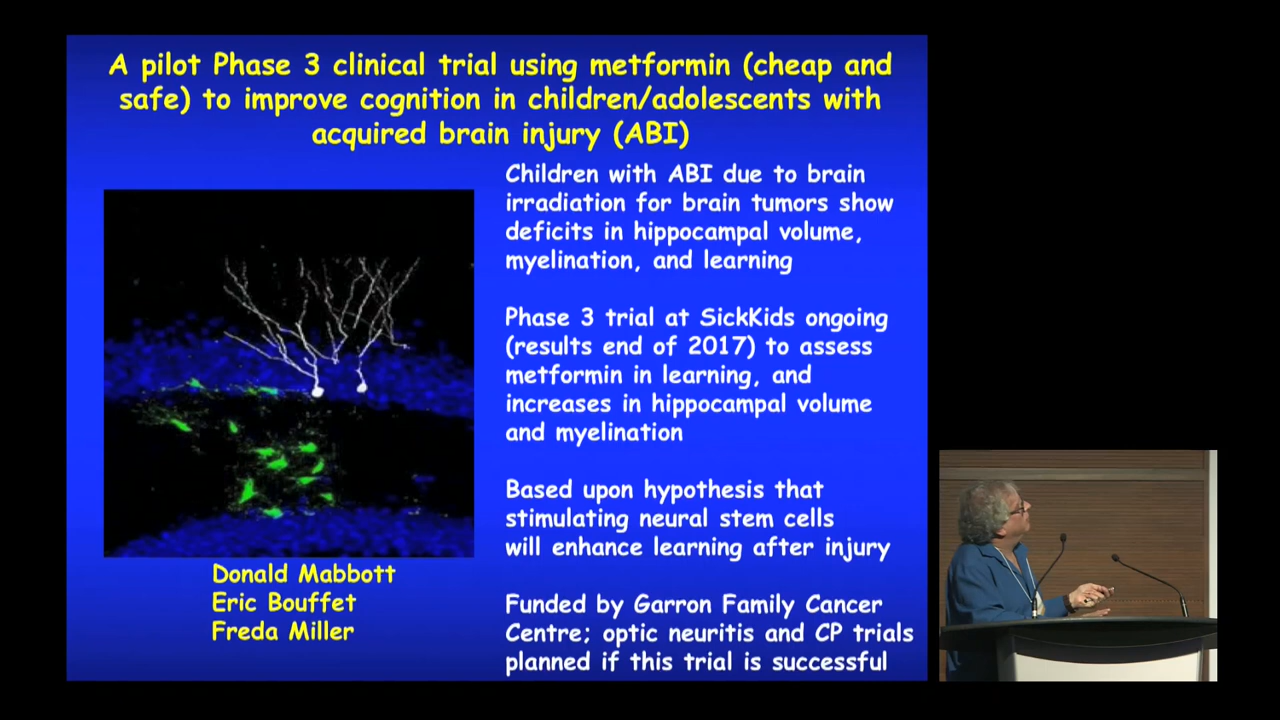 A pilot Phase 3 clinical trial using metformin (cheap and
safe) to improve cognition in children/adolescents with
acquired brain injury (ABI)
Children with ABI due to brain
irradiation for brain tumors show
deficits in hippocampal volume,
myelination, and learning
Phase 3 trial at SickKids ongoing
(results end of 2017) to assess
metformin in learning, and
increases in hippocampal volume
and myelination
Based upon hypothesis that
stimulating neural stem cells
will enhance learning after injury
Funded by Garron Family Cancer
Centre; optic neuritis and CP trials
planned if this trial is successful
Donald Mabbott
Eric Bouffet
Freda Miller